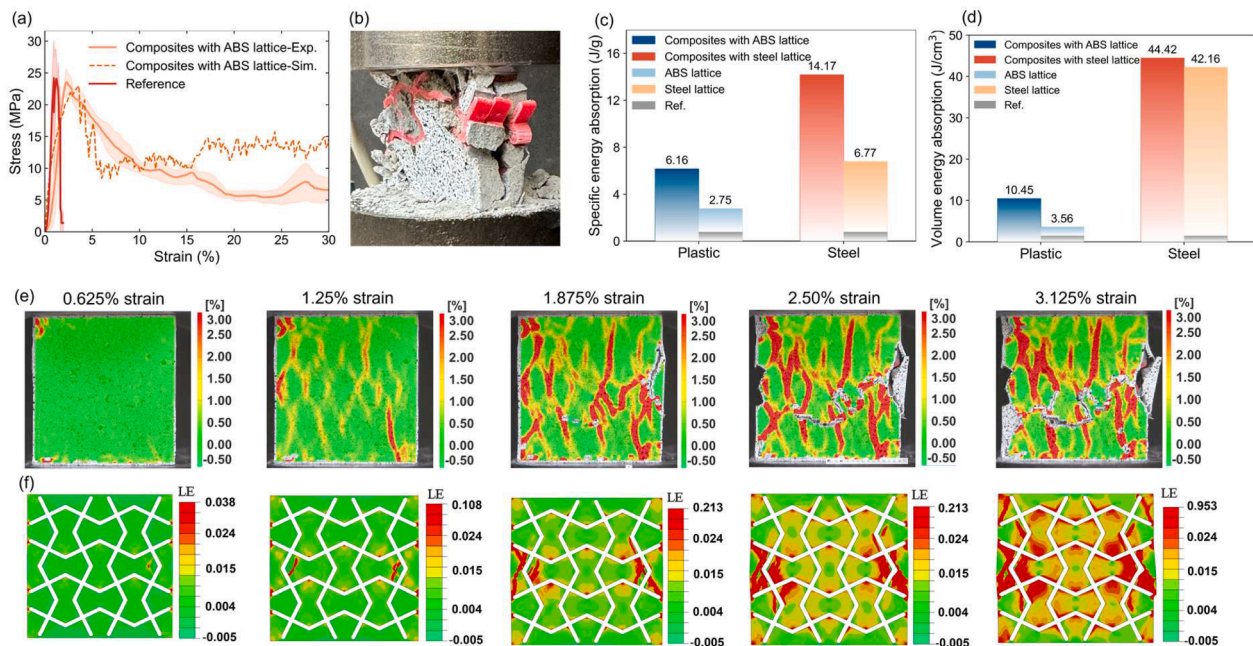 (a)
30
25
20
15
10
5
0
Stress (MPa)
0 5 10 15 20 25 30
Strain (%)
Composites with ABS lattice-Exp.
Composites with ABS lattice-Sim.
Reference
(b)
(c)
16
12
8
4
0
Specific energy absorption (J/g)
Composites with ABS lattice
Composites with steel lattice
ABS lattice
Steel lattice
Ref.
14.17
6.16
2.75
6.77
Plastic Steel
(d)
50
40
30
20
10
0
Volume energy absorption (J/cm³)
Composites with ABS lattice
Composites with steel lattice
ABS lattice
Steel lattice
Ref.
44.42
42.16
10.45
3.56
Plastic Steel
(e)
0.625% strain
[%]
3.00
2.00
1.50
1.00
0.50
0.00
-0.50
1.25% strain
[%]
3.00
2.00
1.50
1.00
0.50
0.00
-0.50
1.875% strain
[%]
3.00
2.00
1.50
1.00
0.50
0.00
-0.50
2.50% strain
[%]
3.00
2.00
1.50
1.00
0.50
0.00
-0.50
3.125% strain
[%]
3.00
2.00
1.50
1.00
0.50
0.00
-0.50
(f)
LE
0.038
0.024
0.015
0.004
-0.005
LE
0.108
0.024
0.015
0.004
-0.005
LE
0.213
0.024
0.015
0.004
-0.005
LE
0.213
0.024
0.015
0.004
-0.005
LE
0.953
0.024
0.015
0.004
-0.005